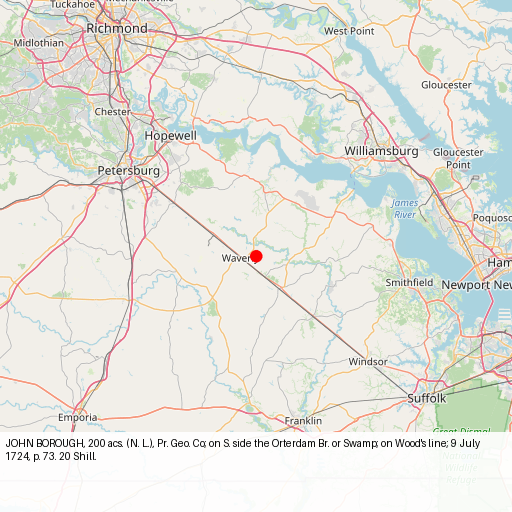 Tuckahoe
Richmond
Midlothian
West Point
Gloucester
Chester
Hopewell
Williamsburg
Gloucester
Point
Petersburg
James
River
Poquoso
Waverly
Ham
Smithfield
Newport New
Windsor
Suffolk
Emporia
Franklin
Great Dismal
JOHN BOROUGH, 200 acs. (N. L.), Pr. Geo. Co; on S. side the Orterdam Br. or Swamp; on Wood's line; 9 July
1724, p. 73. 20 Shill.